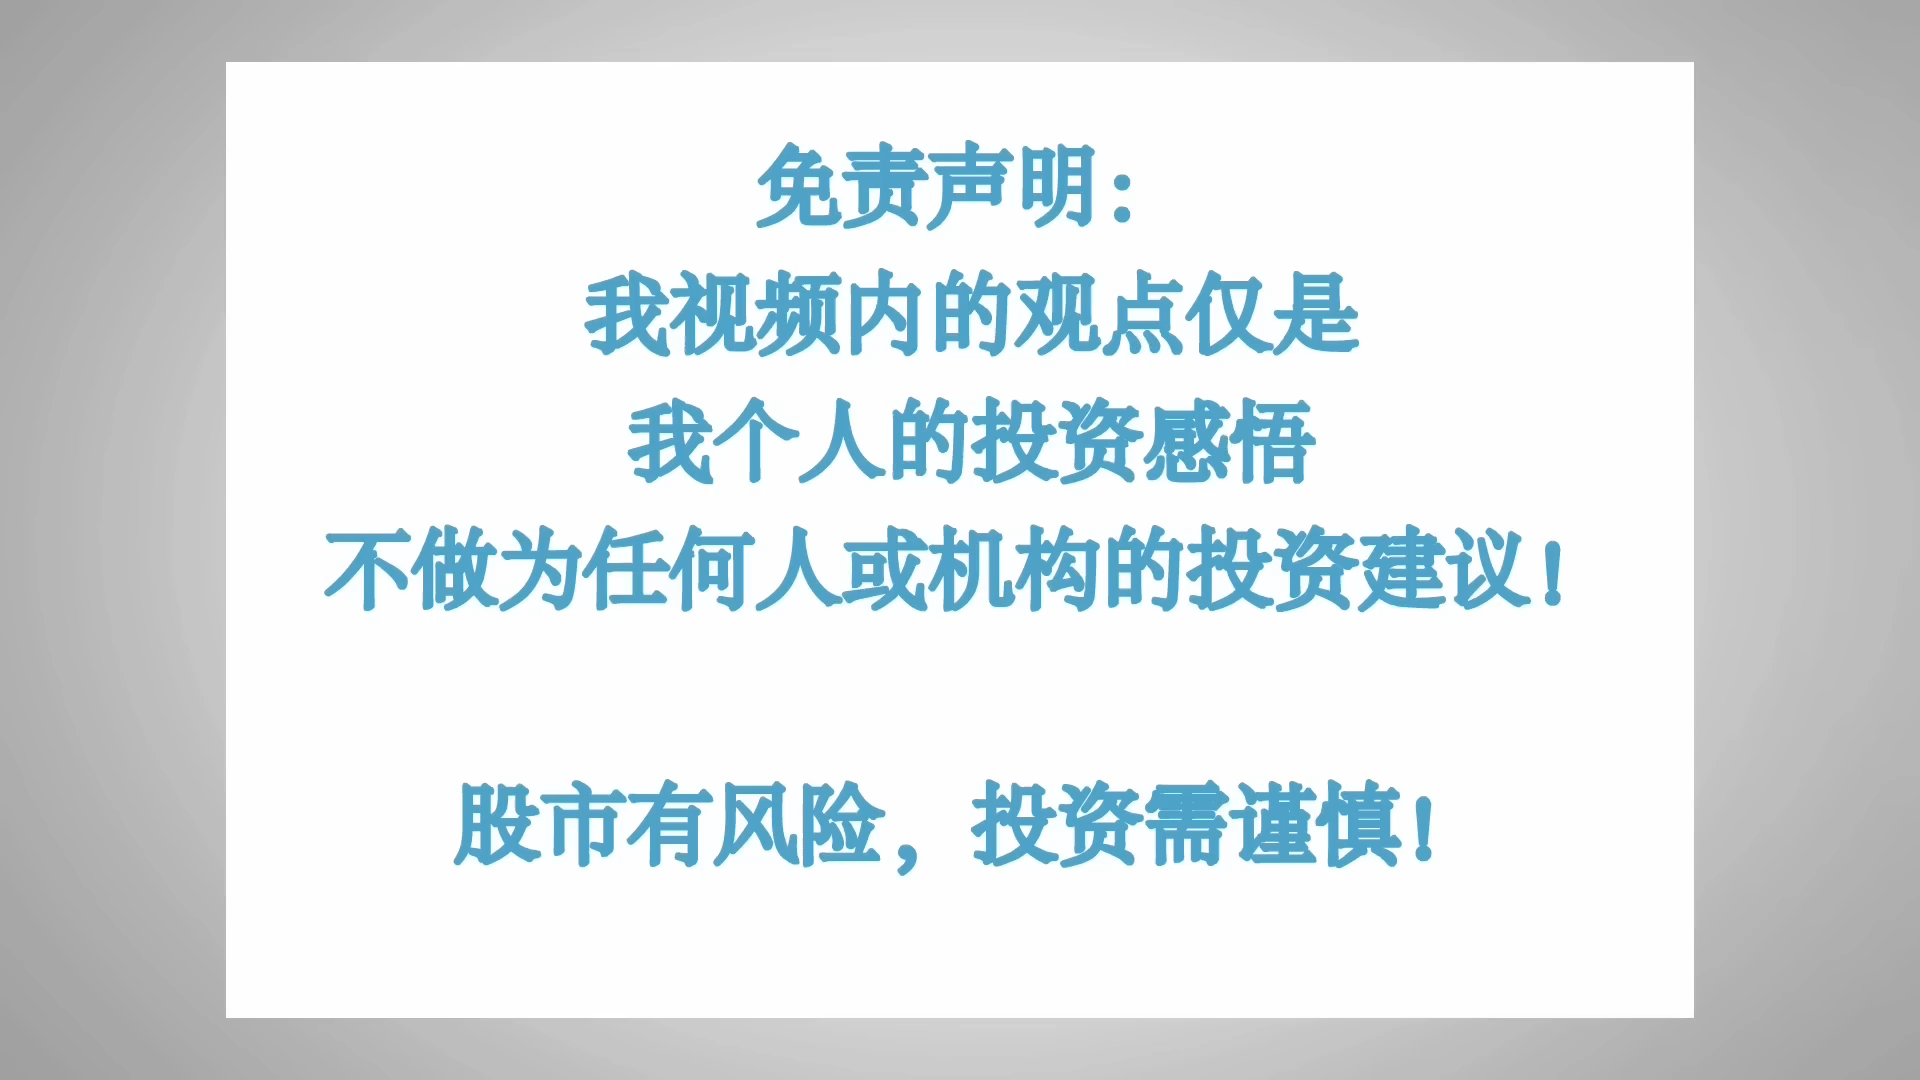 免责声明：
我视频内的观点仅是
我个人的投资感悟
不做为任何人或机构的投资建议！
股市有风险，投资需谨慎！